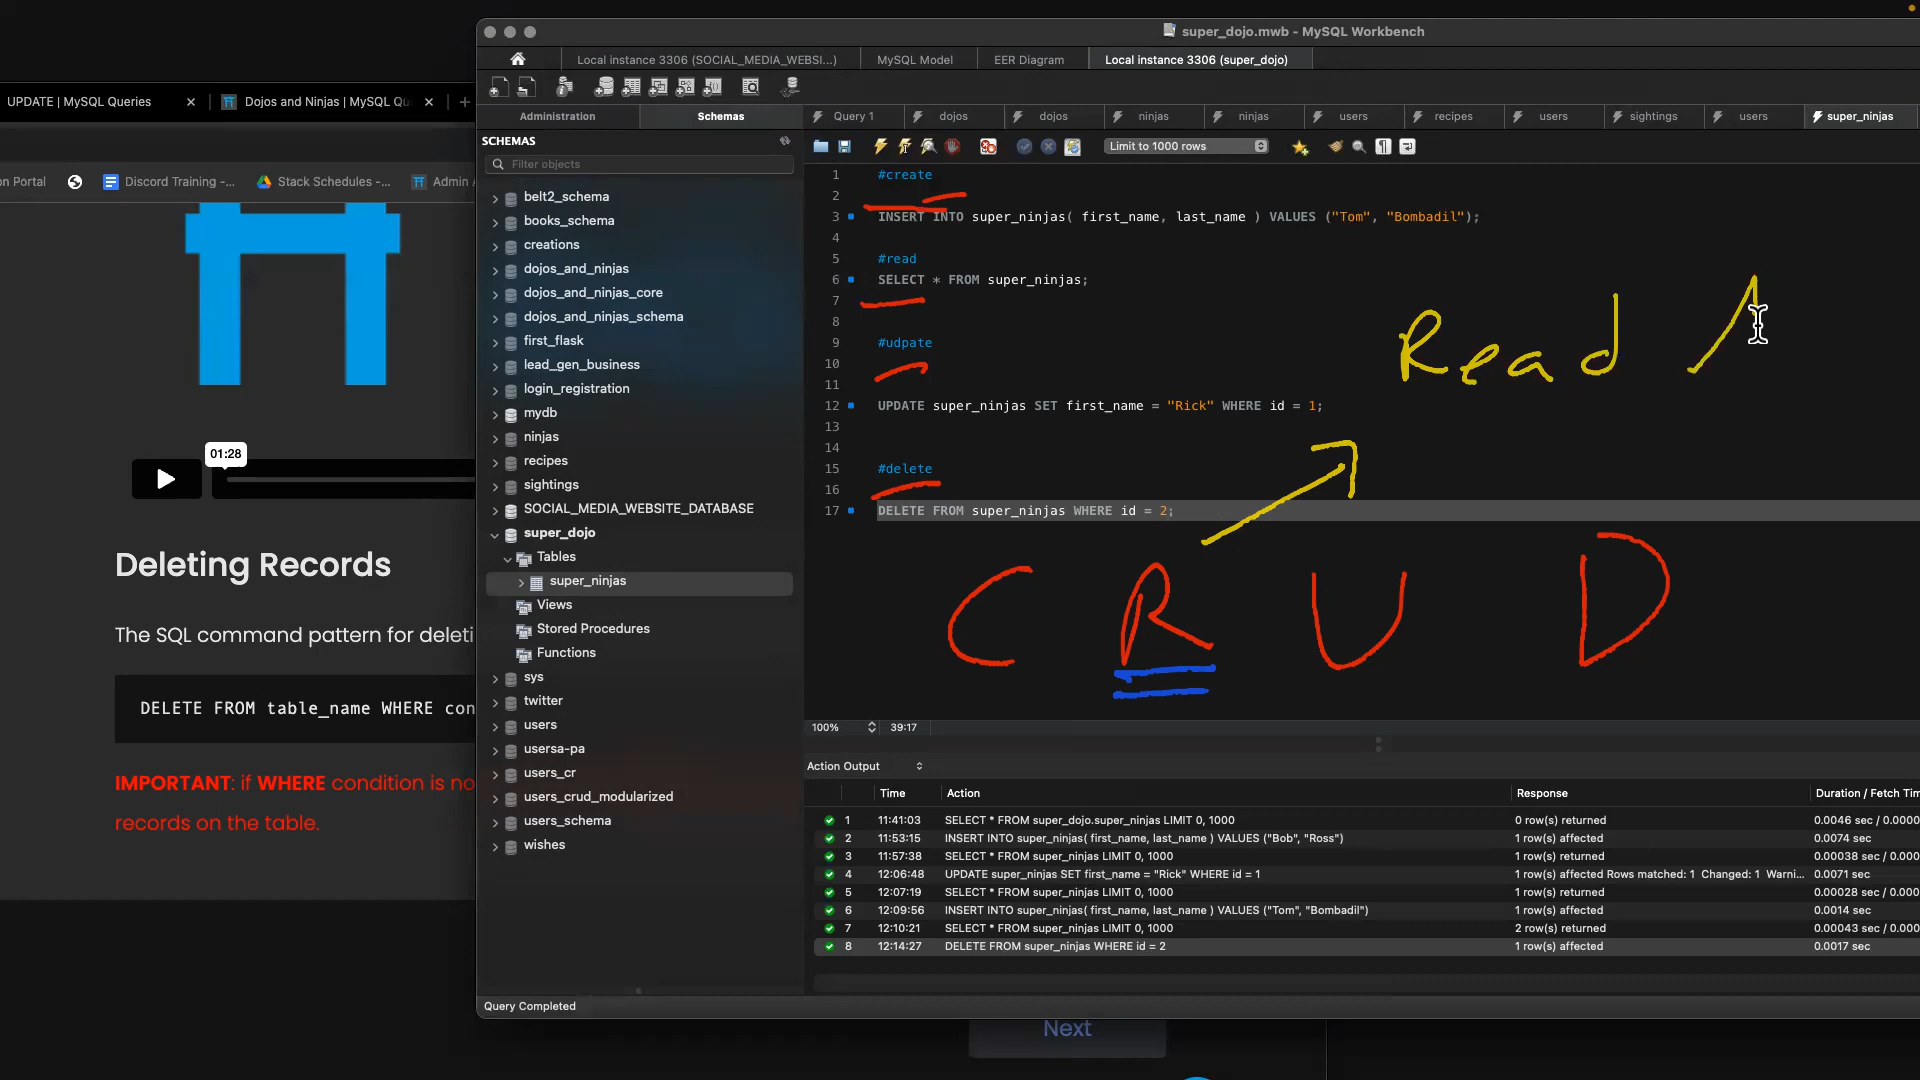 super_dojo.mwb - MySQL Workbench
Local instance 3306 (SOCIAL_MEDIA_WEBSI...) MySQL Model EER Diagram Local instance 3306 (super_dojo)
UPDATE | MySQL Queries Dojos and Ninjas | MySQL Qu
Administration Schemas
Query 1 dojos dojos ninjas ninjas users recipes users sightings users super_ninjas
SCHEMAS
Filter objects
Limit to 1000 rows
on Portal Discord Training -... Stack Schedules -... Admin
belt2_schema
books_schema
creations
dojos_and_ninjas
dojos_and_ninjas_core
dojos_and_ninjas_schema
first_flask
lead_gen_business
login_registration
mydb
ninjas
recipes
sightings
SOCIAL_MEDIA_WEBSITE_DATABASE
super_dojo
Tables
super_ninjas
Views
Stored Procedures
Functions
sys
twitter
users
usersa-pa
users_cr
users_crud_modularized
users_schema
wishes
1 #create
2
3 INSERT INTO super_ninjas( first_name, last_name ) VALUES ("Tom", "Bombadil");
4
5 #read
6 SELECT * FROM super_ninjas;
7
8
9 #udpate
10
11
12 UPDATE super_ninjas SET first_name = "Rick" WHERE id = 1;
13
14
15 #delete
16
17 DELETE FROM super_ninjas WHERE id = 2;
Read
C R U D
01:28
Deleting Records
The SQL command pattern for deleti
DELETE FROM table_name WHERE con
IMPORTANT: if WHERE condition is no
records on the table.
100% 39:17
Action Output
Time Action Response Duration / Fetch Tim
1 11:41:03 SELECT * FROM super_dojo.super_ninjas LIMIT 0, 1000 0 row(s) returned 0.0046 sec / 0.0000
2 11:53:15 INSERT INTO super_ninjas( first_name, last_name ) VALUES ("Bob", "Ross") 1 row(s) affected 0.0074 sec
3 11:57:38 SELECT * FROM super_ninjas LIMIT 0, 1000 1 row(s) returned 0.00038 sec / 0.000
4 12:06:48 UPDATE super_ninjas SET first_name = "Rick" WHERE id = 1 1 row(s) affected Rows matched: 1 Changed: 1 Warni... 0.0071 sec
5 12:07:19 SELECT * FROM super_ninjas LIMIT 0, 1000 1 row(s) returned 0.00028 sec / 0.000
6 12:09:56 INSERT INTO super_ninjas( first_name, last_name ) VALUES ("Tom", "Bombadil") 1 row(s) affected 0.0014 sec
7 12:10:21 SELECT * FROM super_ninjas LIMIT 0, 1000 2 row(s) returned 0.00043 sec / 0.000
8 12:14:27 DELETE FROM super_ninjas WHERE id = 2 1 row(s) affected 0.0017 sec
Query Completed
Next